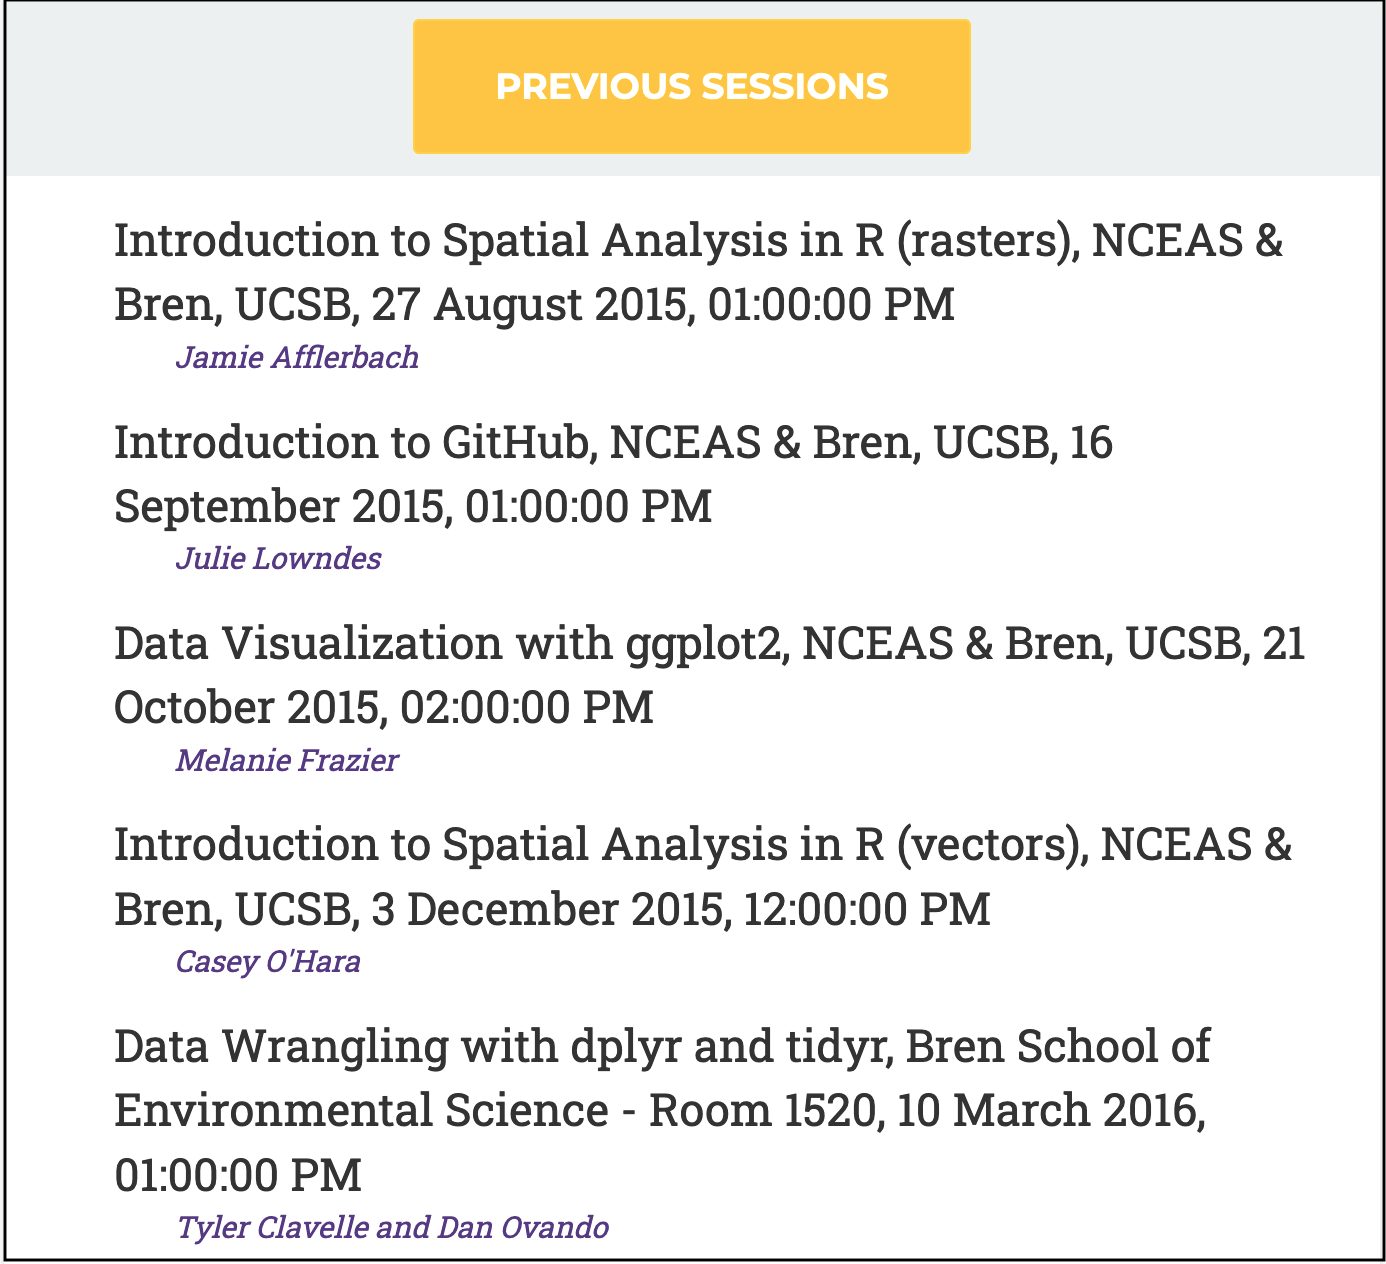 PREVIOUS SESSIONS
Introduction to Spatial Analysis in R (rasters), NCEAS &
Bren, UCSB, 27 August 2015, 01:00:00 PM
Jamie Afflerbach
Introduction to GitHub, NCEAS & Bren, UCSB, 16
September 2015, 01:00:00 PM
Julie Lowndes
Data Visualization with ggplot2, NCEAS & Bren, UCSB, 21
October 2015, 02:00:00 PM
Melanie Frazier
Introduction to Spatial Analysis in R (vectors), NCEAS &
Bren, UCSB, 3 December 2015, 12:00:00 PM
Casey O'Hara
Data Wrangling with dplyr and tidyr, Bren School of
Environmental Science - Room 1520, 10 March 2016,
01:00:00 PM
Tyler Clavelle and Dan Ovando